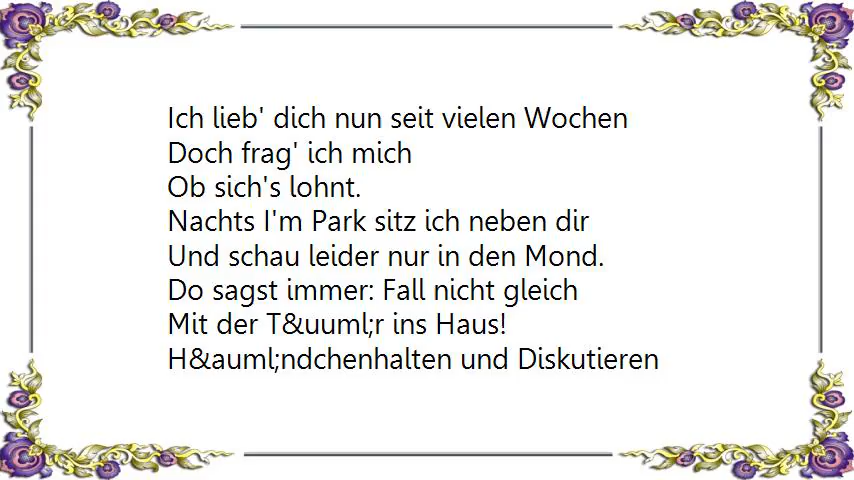 Ich lieb' dich nun seit vielen Wochen
Doch frag' ich mich
Ob sich's lohnt.
Nachts I'm Park sitz ich neben dir
Und schau leider nur in den Mond.
Do sagst immer: Fall nicht gleich
Mit der T&uuml;r ins Haus!
H&auml;ndchenhalten und Diskutieren